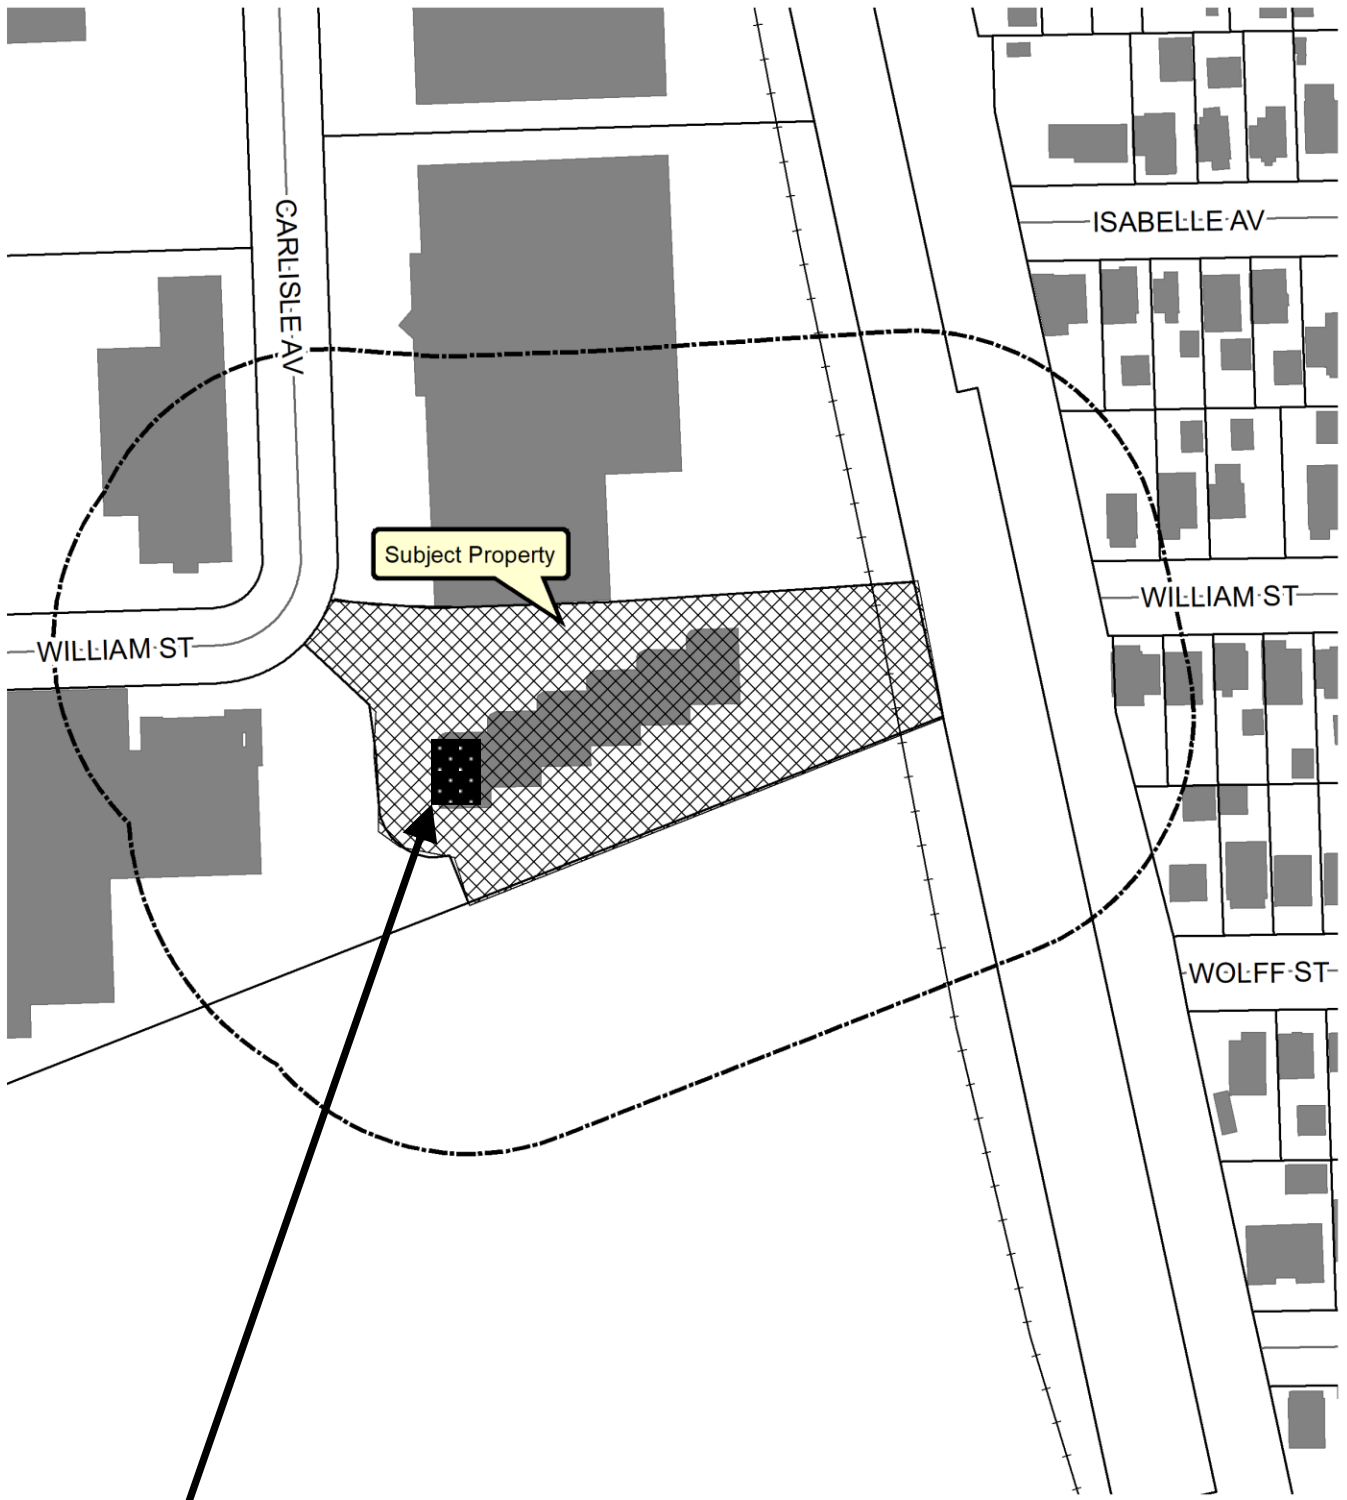 CARLISLE AV
ISABELLE AV
Subject Property
WILLIAM ST
WILLIAM ST
WOLFF ST